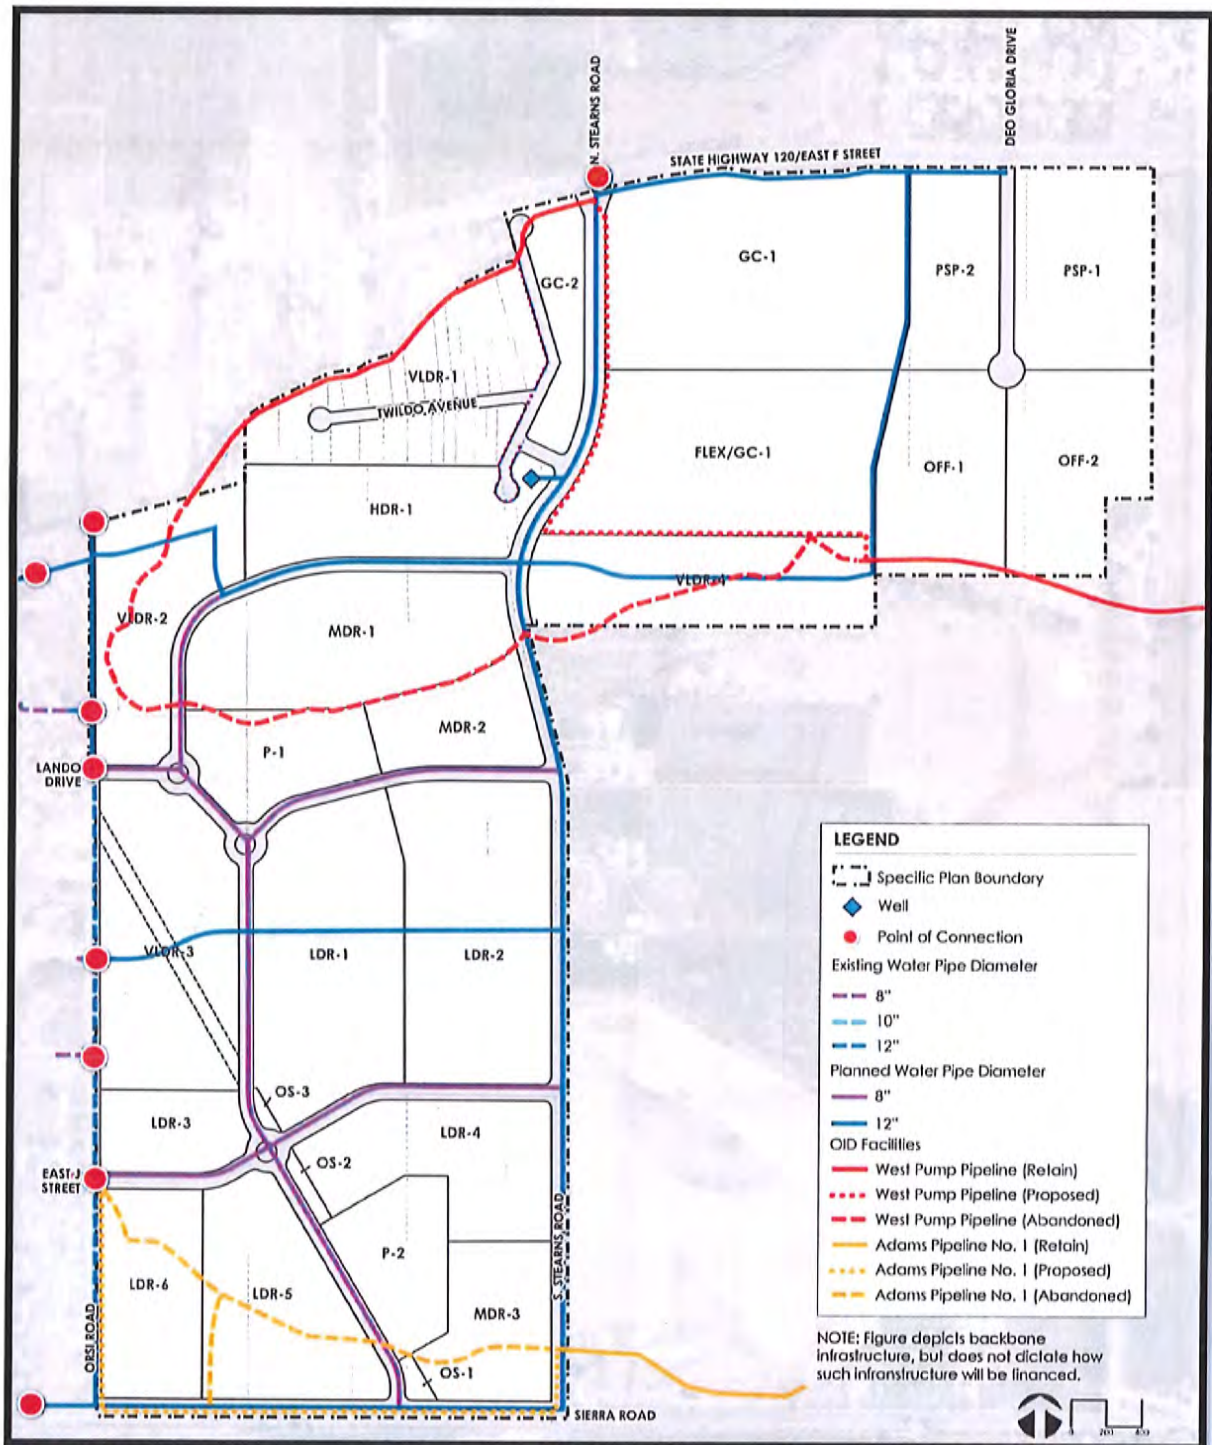 N. STEARNS ROAD
DEO GLORIA DRIVE
STATE HIGHWAY 120/EAST F STREET
GC-1
PSP-2
PSP-1
GC-2
VLDR-1
TWILDO AVENUE
FLEX/GC-1
OFF-1
OFF-2
HDR-1
VLDR-4
VLDR-2
MDR-1
MDR-2
P-1
LANDO
DRIVE
VLDR-3
LDR-1
LDR-2
OS-3
LDR-3
LDR-4
OS-2
EAST J
STREET
P-2
LDR-6
LDR-5
MDR-3
S. STEARNS ROAD
ORSI ROAD
OS-1
SIERRA ROAD
LEGEND
Specific Plan Boundary
Well
Point of Connection
Existing Water Pipe Diameter
8"
10"
12"
Planned Water Pipe Diameter
8"
12"
OID Facilities
West Pump Pipeline (Retain)
West Pump Pipeline (Proposed)
West Pump Pipeline (Abandoned)
Adams Pipeline No. 1 (Retain)
Adams Pipeline No. 1 (Proposed)
Adams Pipeline No. 1 (Abandoned)
NOTE: Figure depicts backbone
infrastructure, but does not dictate how
such infranstructure will be financed.
0 200 400